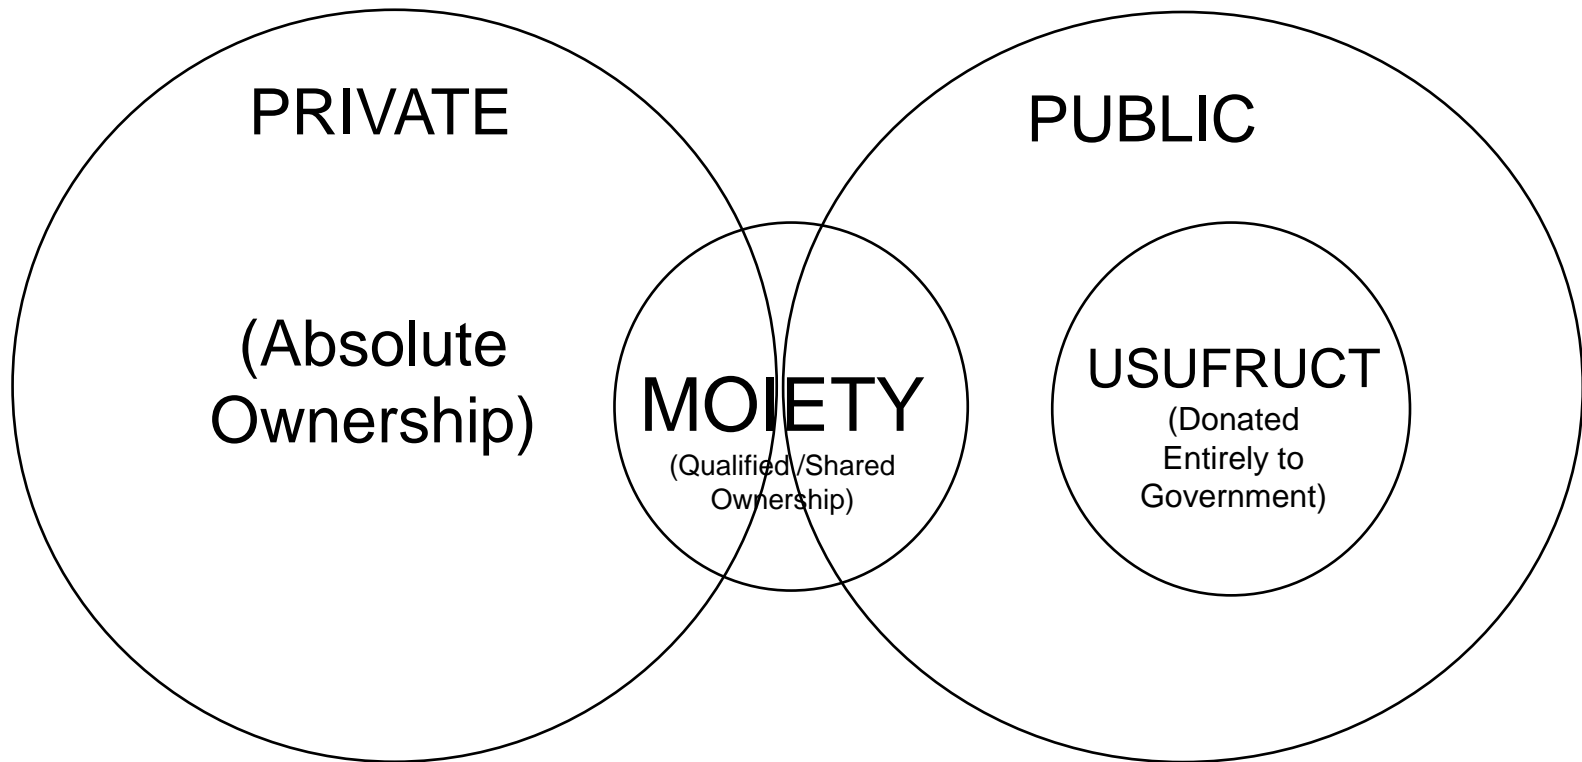 PRIVATE
(Absolute
Ownership)
MOIETY
(Qualified /Shared
Ownership)
PUBLIC
USUFRUCT
(Donated
Entirely to
Government)